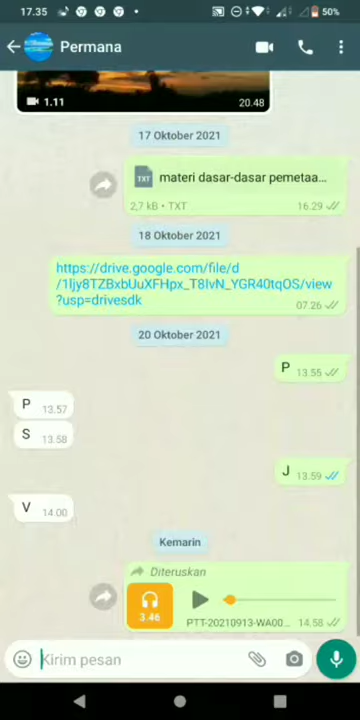 17.35
50%
Permana
1.11
20.48
17 Oktober 2021
TXT
materi dasar-dasar pemetaa...
2,7 kB • TXT
16.29
18 Oktober 2021
https://drive.google.com/file/d
/1ljy8TZBxbUuXFHpx_T8IvN_YGR40tqOS/view
?usp=drivesdk
07.26
20 Oktober 2021
P 13.55
P 13.57
S 13.58
J 13.59
V 14.00
Kemarin
Diteruskan
3.46
PTT-20210913-WA00...
14.58
Kirim pesan